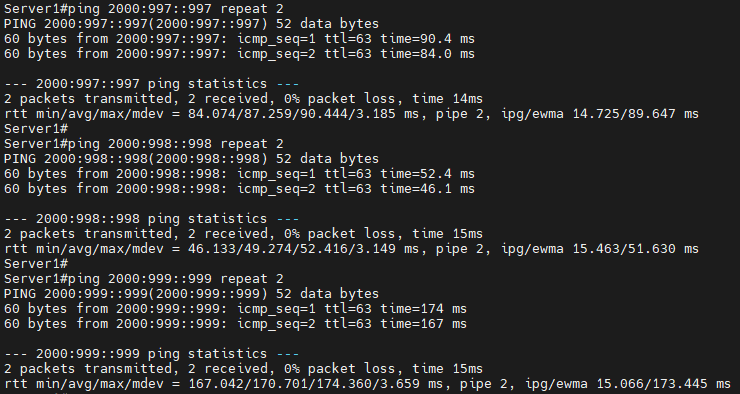 Server1#ping 2000:997::997 repeat 2
PING 2000:997::997(2000:997::997) 52 data bytes
60 bytes from 2000:997::997: icmp_seq=1 ttl=63 time=90.4 ms
60 bytes from 2000:997::997: icmp_seq=2 ttl=63 time=84.0 ms

--- 2000:997::997 ping statistics ---
2 packets transmitted, 2 received, 0% packet loss, time 14ms
rtt min/avg/max/mdev = 84.074/87.259/90.444/3.185 ms, pipe 2, ipg/ewma 14.725/89.647 ms
Server1#
Server1#ping 2000:998::998 repeat 2
PING 2000:998::998(2000:998::998) 52 data bytes
60 bytes from 2000:998::998: icmp_seq=1 ttl=63 time=52.4 ms
60 bytes from 2000:998::998: icmp_seq=2 ttl=63 time=46.1 ms

--- 2000:998::998 ping statistics ---
2 packets transmitted, 2 received, 0% packet loss, time 15ms
rtt min/avg/max/mdev = 46.133/49.274/52.416/3.149 ms, pipe 2, ipg/ewma 15.463/51.630 ms
Server1#
Server1#ping 2000:999::999 repeat 2
PING 2000:999::999(2000:999::999) 52 data bytes
60 bytes from 2000:999::999: icmp_seq=1 ttl=63 time=174 ms
60 bytes from 2000:999::999: icmp_seq=2 ttl=63 time=167 ms

--- 2000:999::999 ping statistics ---
2 packets transmitted, 2 received, 0% packet loss, time 15ms
rtt min/avg/max/mdev = 167.042/170.701/174.360/3.659 ms, pipe 2, ipg/ewma 15.066/173.445 ms